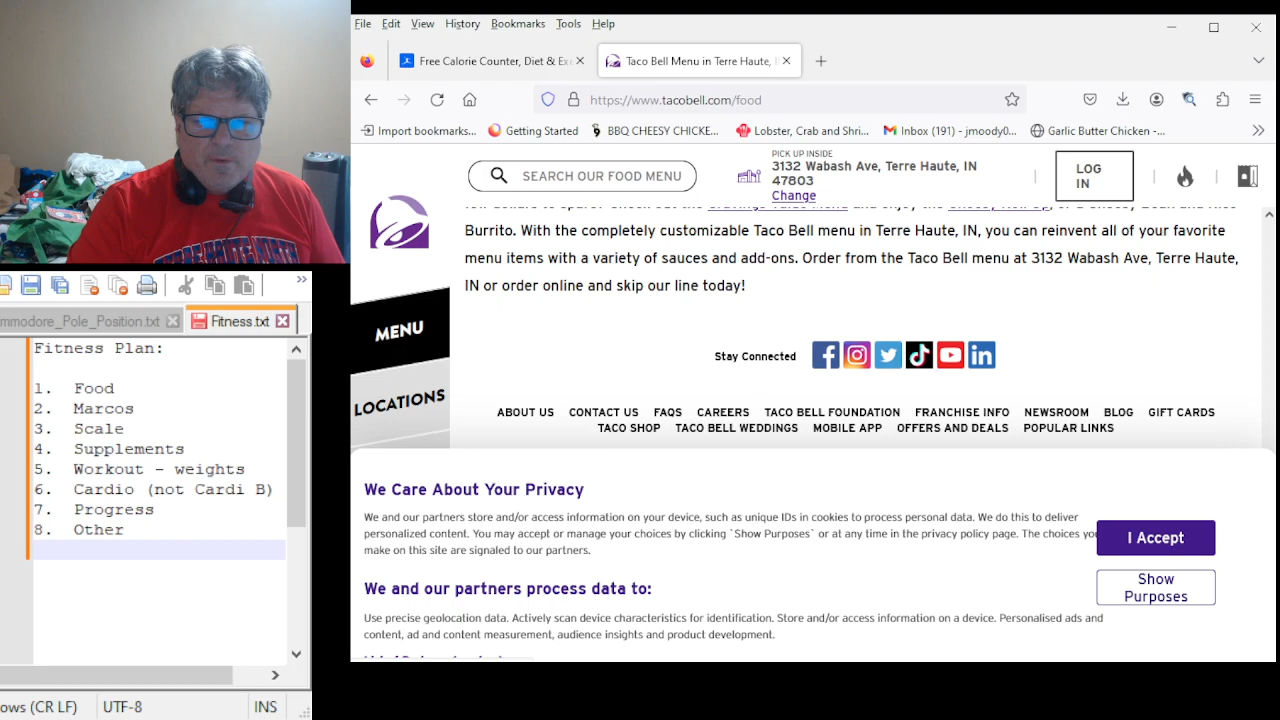 File Edit View History Bookmarks Tools Help
Free Calorie Counter, Diet & Ex
Taco Bell Menu in Terre Haute,
https://www.tacobell.com/food
Import bookmarks...
Getting Started
BBQ CHEESY CHICKE...
Lobster, Crab and Shri...
Inbox (191) - jmoody0...
Garlic Butter Chicken -...
SEARCH OUR FOOD MENU
PICK UP INSIDE
3132 Wabash Ave, Terre Haute, IN
47803
Change
LOG
IN
Burrito. With the completely customizable Taco Bell menu in Terre Haute, IN, you can reinvent all of your favorite
menu items with a variety of sauces and add-ons. Order from the Taco Bell menu at 3132 Wabash Ave, Terre Haute,
IN or order online and skip our line today!
MENU
LOCATIONS
Stay Connected
ABOUT US CONTACT US FAQS CAREERS TACO BELL FOUNDATION FRANCHISE INFO NEWSROOM BLOG GIFT CARDS
TACO SHOP TACO BELL WEDDINGS MOBILE APP OFFERS AND DEALS POPULAR LINKS
We Care About Your Privacy
We and our partners store and/or access information on your device, such as unique IDs in cookies to process personal data. We do this to deliver
personalized content. You may accept or manage your choices by clicking `Show Purposes` or at any time in the privacy policy page. The choices you
make on this site are signaled to our partners.
I Accept
Show
Purposes
We and our partners process data to:
Use precise geolocation data. Actively scan device characteristics for identification. Store and/or access information on a device. Personalised ads and
content, ad and content measurement, audience insights and product development.
mmodore_Pole_Position.txt
Fitness.txt
Fitness Plan:
1. Food
2. Marcos
3. Scale
4. Supplements
5. Workout - weights
6. Cardio (not Cardi B)
7. Progress
8. Other
ows (CR LF) UTF-8 INS